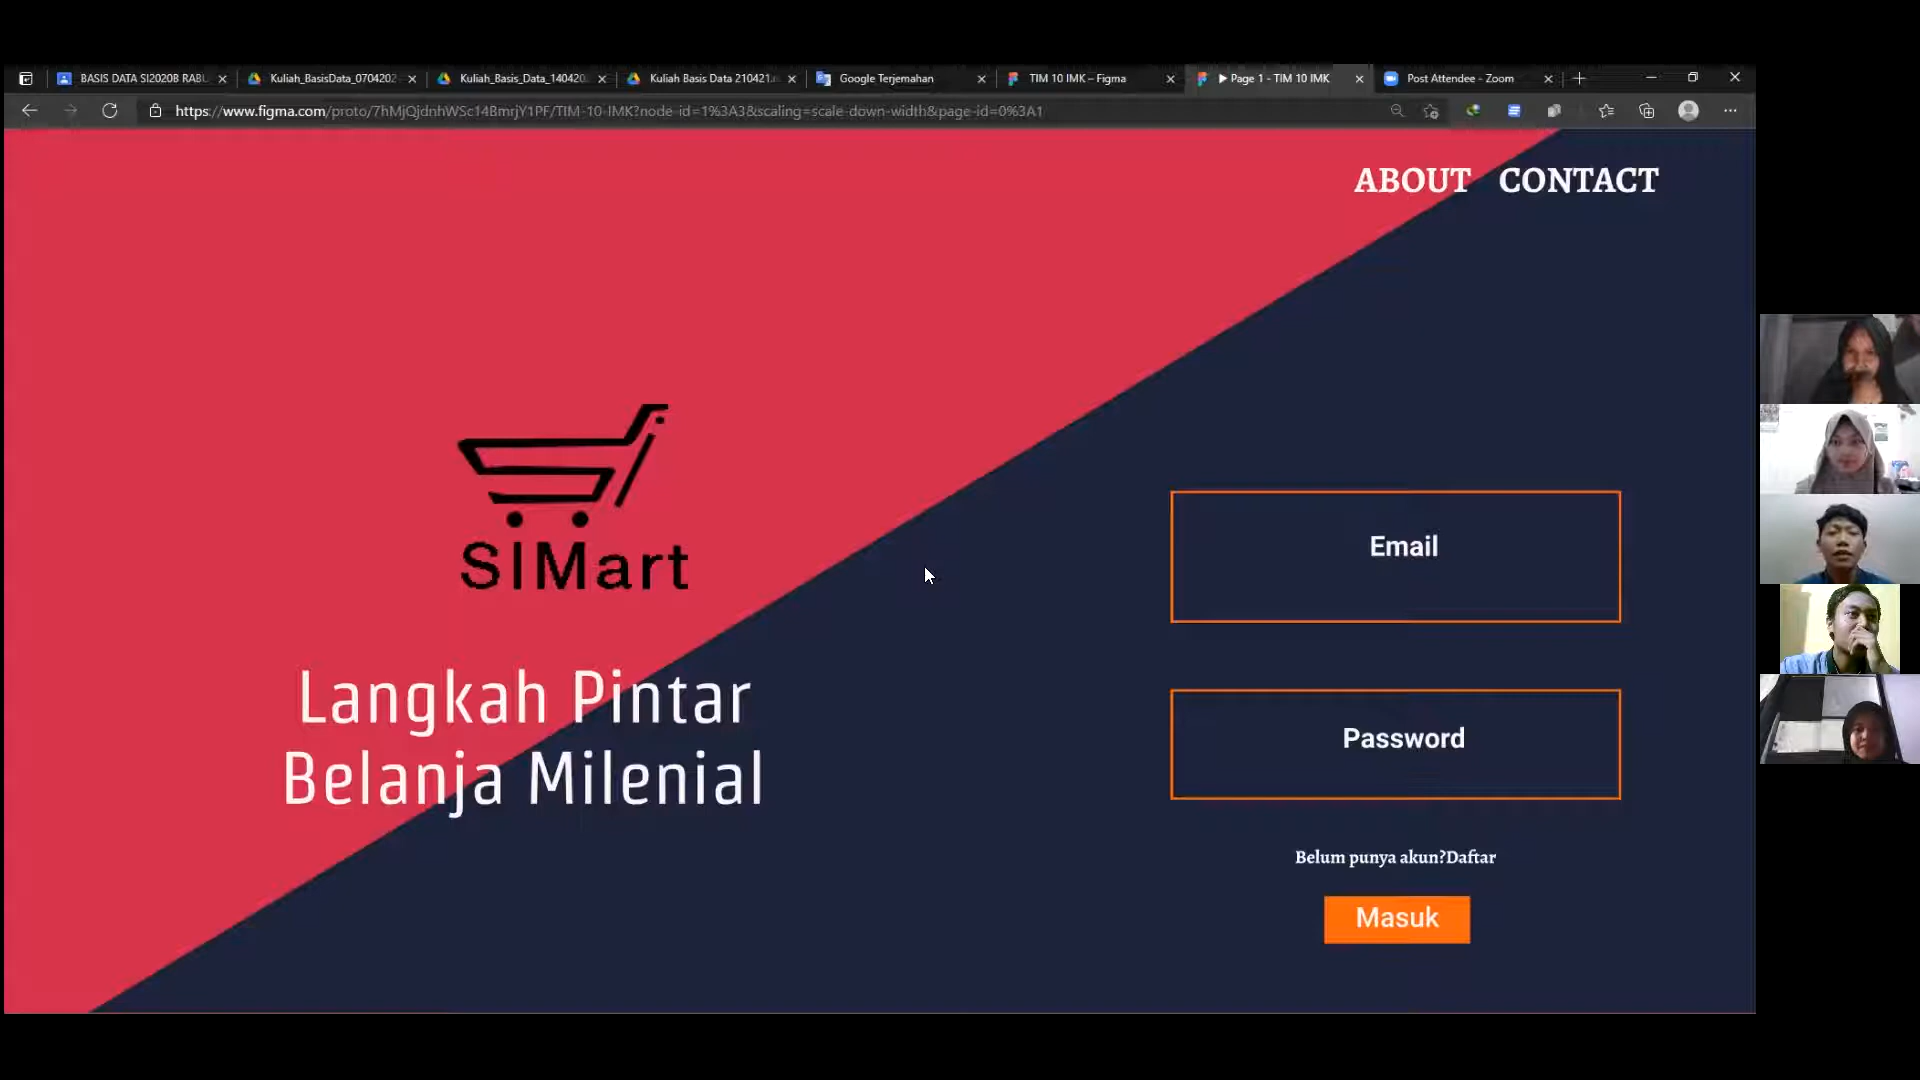 BASIS DATA SI2020B RABU
Kuliah_BasisData_0704202
Kuliah_Basis_Data_140420
Kuliah Basis Data 210421.m
Google Terjemahan
TIM 10 IMK – Figma
Page 1 - TIM 10 IMK
Post Attendee - Zoom
https://www.figma.com/proto/7hMjQjdnhWSc14BmrjY1PF/TIM-10-IMK?node-id=1%3A3&scaling=scale-down-width&page-id=0%3A1
ABOUT CONTACT
SIMart
Langkah Pintar
Belanja Milenial
Email
Password
Belum punya akun?Daftar
Masuk